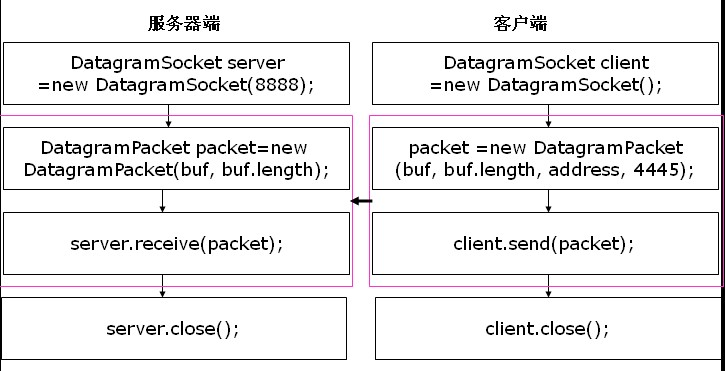 服务器端
DatagramSocket server
=new DatagramSocket(8888);
DatagramPacket packet=new
DatagramPacket(buf, buf.length);
server.receive(packet);
server.close();
客户端
DatagramSocket client
=new DatagramSocket();
packet =new DatagramPacket
(buf, buf.length, address, 4445);
client.send(packet);
client.close();